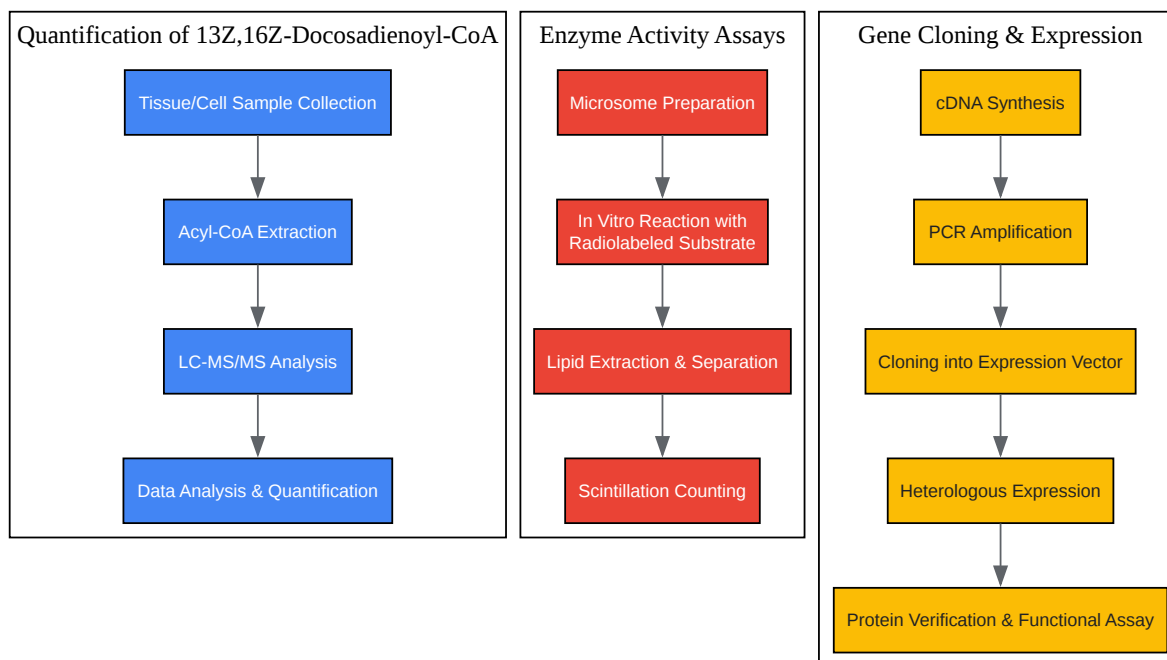 Quantification of 13Z,16Z-Docosadienoyl-CoA
Tissue/Cell Sample Collection
Acyl-CoA Extraction
LC-MS/MS Analysis
Data Analysis & Quantification
Enzyme Activity Assays
Microsome Preparation
In Vitro Reaction with
Radiolabeled Substrate
Lipid Extraction & Separation
Scintillation Counting
Gene Cloning & Expression
cDNA Synthesis
PCR Amplification
Cloning into Expression Vector
Heterologous Expression
Protein Verification & Functional Assay